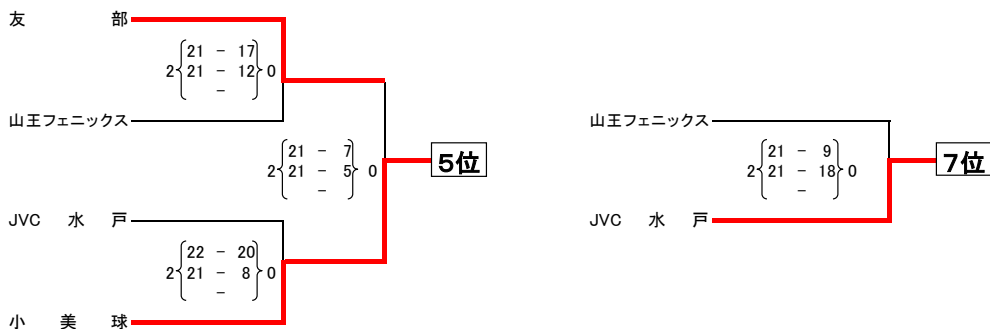 友 部
21 - 17
2 21 - 12 0
-
山王フェニックス
21 - 7
2 21 - 5 0
-
5位
JVC 水 戸
22 - 20
2 21 - 8 0
-
小 美 球
山王フェニックス
21 - 9
2 21 - 18 0
-
7位
JVC 水 戸